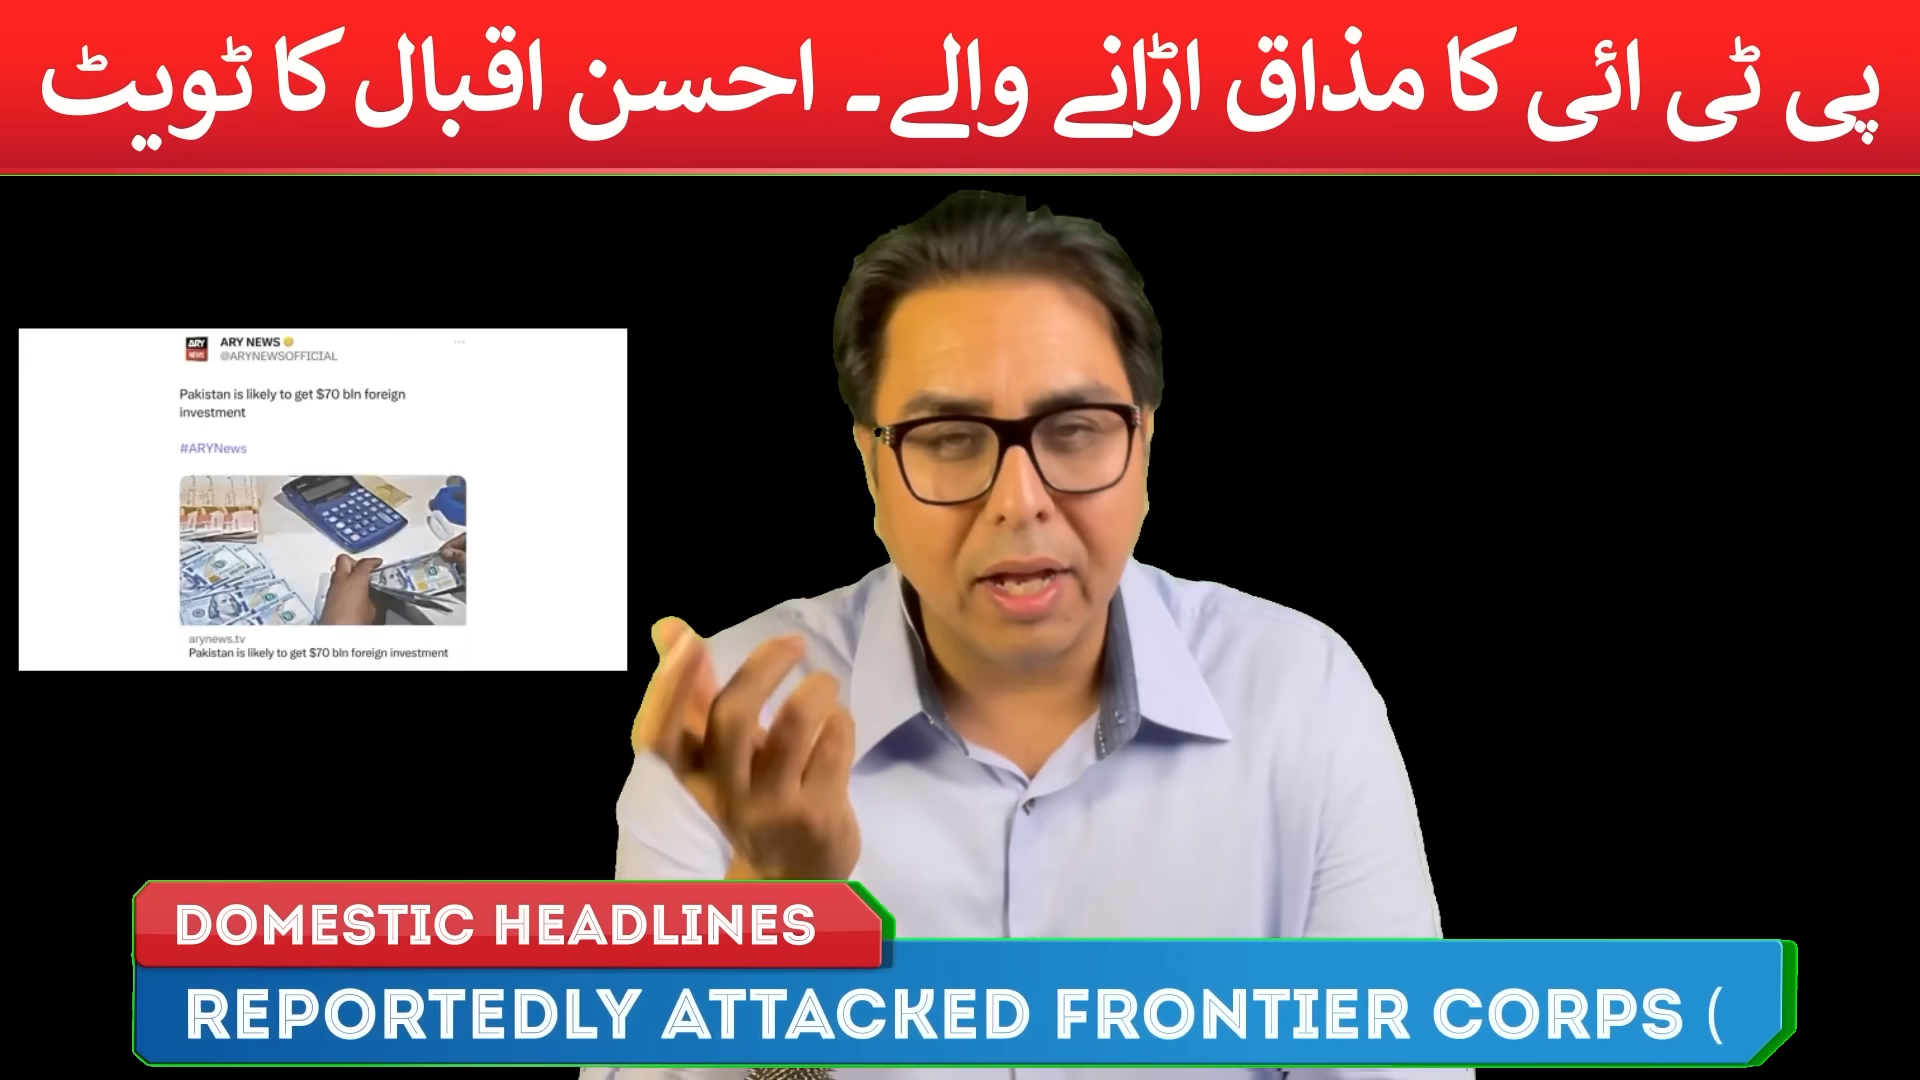 پی ٹی ائی کا مذاق اڑانے والے۔ احسن اقبال کا ٹویٹ
ARY NEWS
@ARYNEWSOFFICIAL
Pakistan is likely to get $70 bln foreign
investment
#ARYNews
arynews.tv
Pakistan is likely to get $70 bln foreign investment
DOMESTIC HEADLINES
REPORTEDLY ATTACKED FRONTIER CORPS (